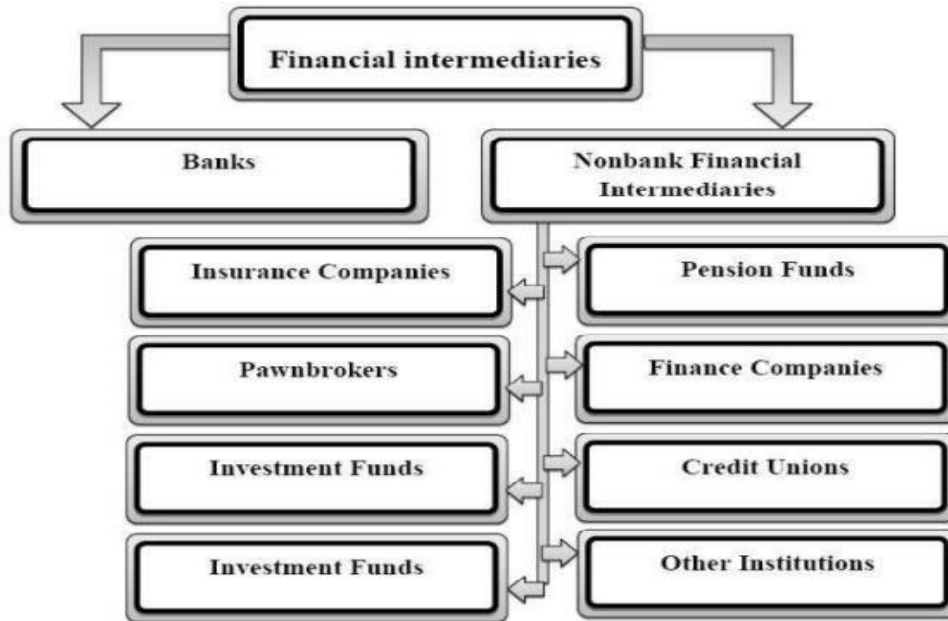 Financial intermediaries
Banks
Nonbank Financial
Intermediaries
Insurance Companies
Pension Funds
Pawnbrokers
Finance Companies
Investment Funds
Credit Unions
Investment Funds
Other Institutions